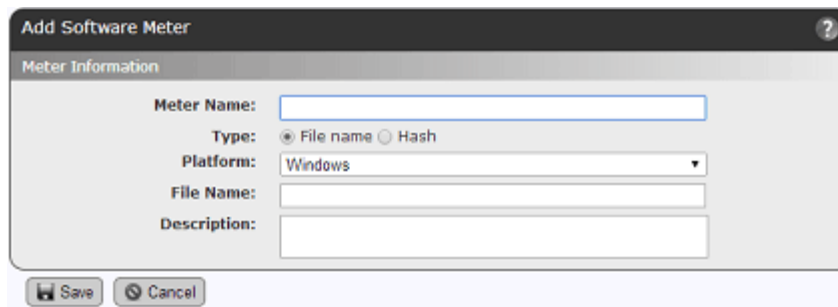 Add Software Meter
?
Meter Information
Meter Name:
Type: File name Hash
Platform: Windows
File Name:
Description:
Save Cancel